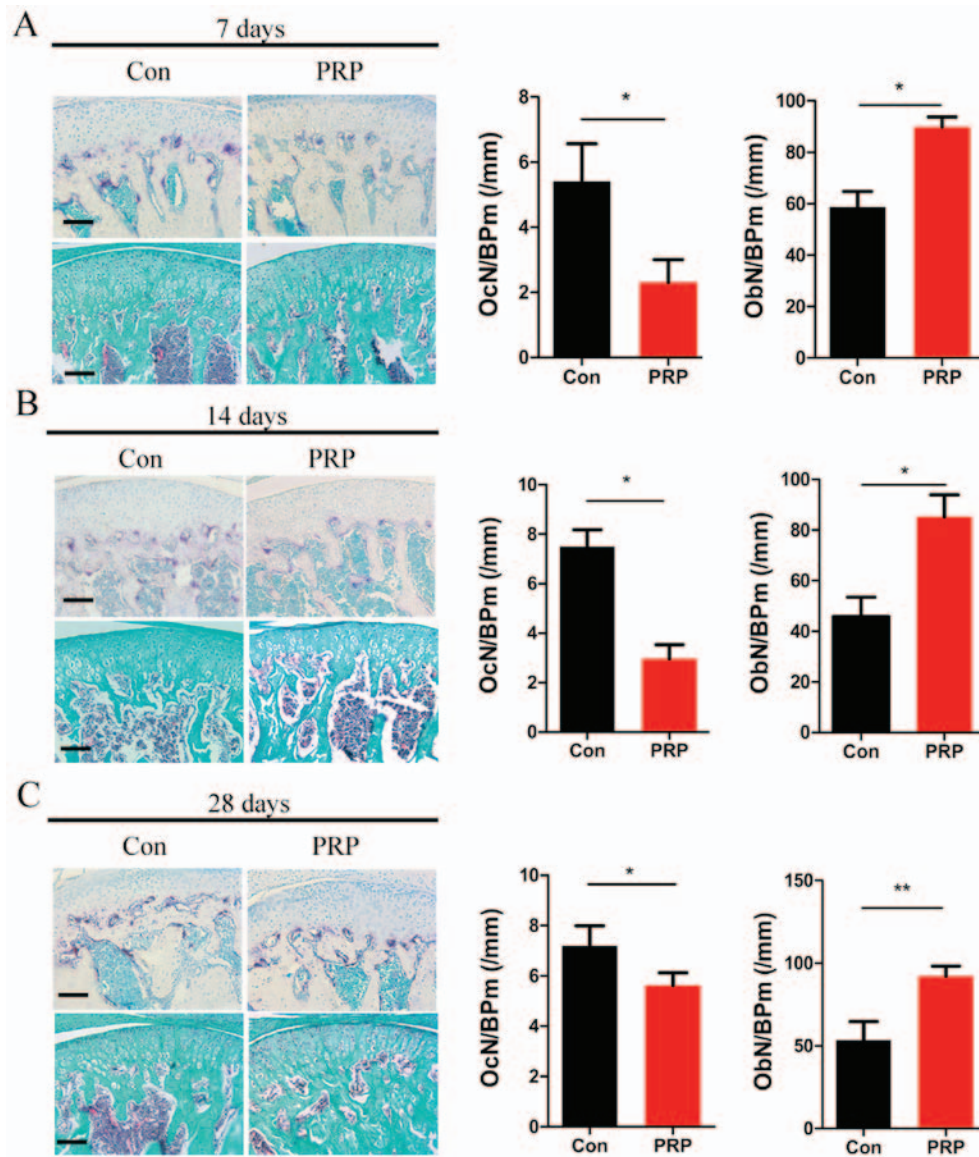 A
7 days
Con PRP
OcN/BPm (/mm)
8
6
4
2
0
*
Con PRP
ObN/BPm (/mm)
100
80
60
40
20
0
*
Con PRP
B
14 days
Con PRP
OcN/BPm (/mm)
10
8
6
4
2
0
*
Con PRP
ObN/BPm (/mm)
100
80
60
40
20
0
*
Con PRP
C
28 days
Con PRP
OcN/BPm (/mm)
10
8
6
4
2
0
*
Con PRP
ObN/BPm (/mm)
150
100
50
0
**
Con PRP